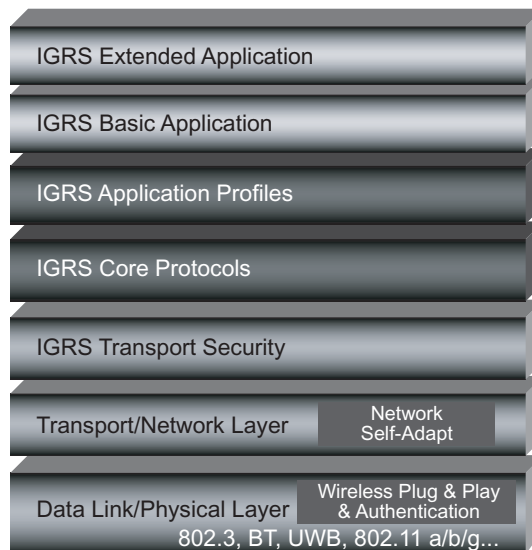 IGRS Extended Application
IGRS Basic Application
IGRS Application Profiles
IGRS Core Protocols
IGRS Transport Security
Transport/Network Layer
Network
Self-Adapt
Data Link/Physical Layer
Wireless Plug & Play
& Authentication
802.3, BT, UWB, 802.11 a/b/g...